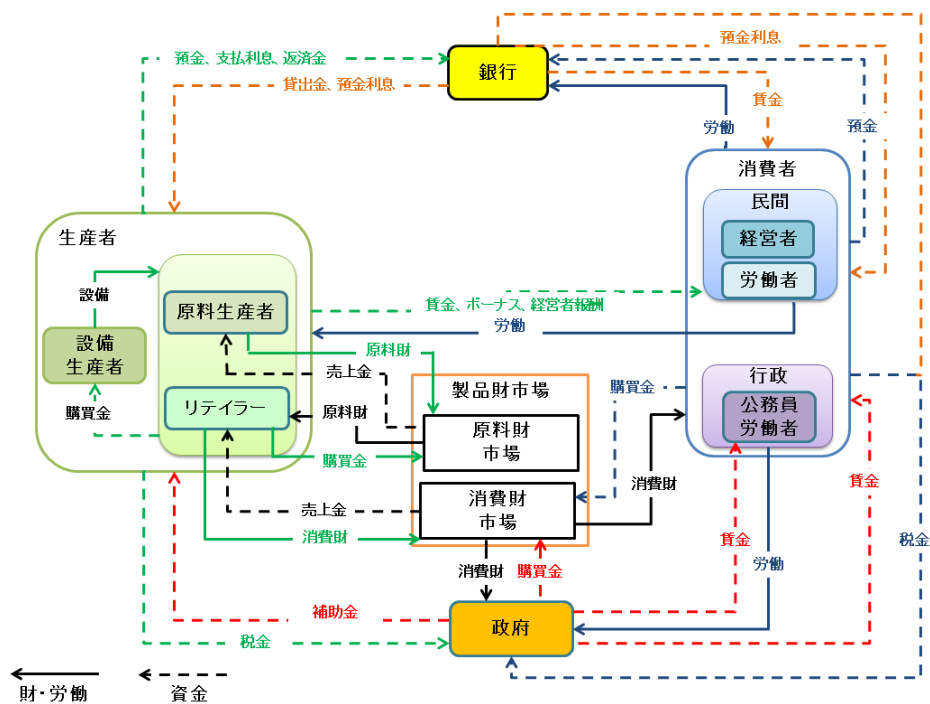 預金、支払利息、返済金
銀行
預金利息
貸出金、預金利息
賃金
労働
預金
消費者
民間
経営者
労働者
生産者
設備
原料生産者
賃金、ボーナス、経営者報酬
労働
設備
生産者
原料財
売上金
購買金
行政
製品財市場
公務員
労働者
購買金
リテイラー
原料財
原料財
市場
購買金
消費財
賃金
売上金
消費財
市場
消費財
賃金
税金
消費財
購買金
労働
補助金
政府
税金
財・労働
資金